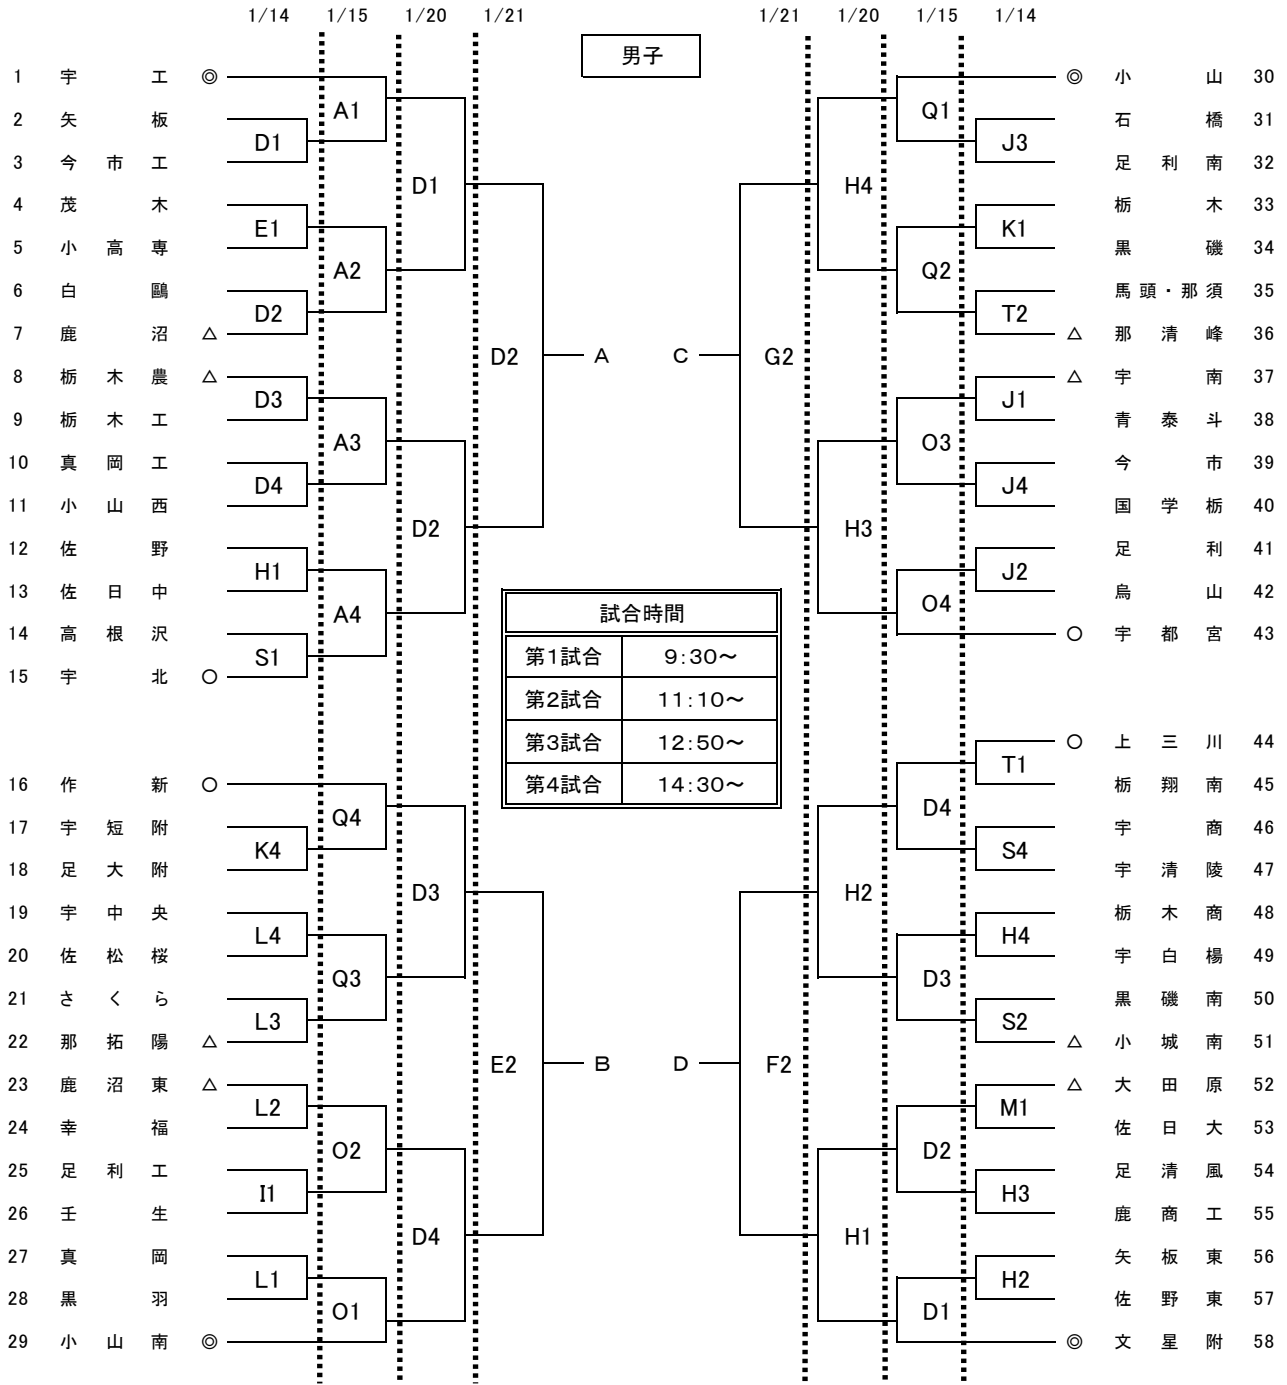 1/14 1/15 1/20 1/21 1/21 1/20 1/15 1/14
男子
1 宇 工 ◎
2 矢 板
3 今 市 工
4 茂 木
5 小 高 専
6 白 鷗
7 鹿 沼 △
8 栃 木 農 △
9 栃 木 工
10 真 岡 工
11 小 山 西
12 佐 野
13 佐 日 中
14 高 根 沢
15 宇 北 ○
16 作 新 ○
17 宇 短 附
18 足 大 附
19 宇 中 央
20 佐 松 桜
21 さ く ら
22 那 拓 陽 △
23 鹿 沼 東 △
24 幸 福
25 足 利 工
26 壬 生
27 真 岡
28 黒 羽
29 小 山 南 ◎
D1
E1
D2
D3
D4
H1
S1
K4
L4
L3
L2
I1
L1
A1
A2
A3
A4
Q4
Q3
O2
O1
D1
D2
D3
D4
D2
E2
A
B
C
D
試合時間
第1試合 9:30～
第2試合 11:10～
第3試合 12:50～
第4試合 14:30～
G2
F2
H4
H3
H2
H1
Q1
Q2
O3
O4
D4
D3
D2
D1
J3
K1
T2
J1
J4
J2
T1
S4
H4
S2
M1
H3
H2
◎ 小 山 30
石 橋 31
足 利 南 32
栃 木 33
黒 磯 34
馬頭・那須 35
△ 那 清 峰 36
△ 宇 南 37
青 泰 斗 38
今 市 39
国 学 栃 40
足 利 41
烏 山 42
○ 宇 都 宮 43
○ 上 三 川 44
栃 翔 南 45
宇 商 46
宇 清 陵 47
栃 木 商 48
宇 白 楊 49
黒 磯 南 50
△ 小 城 南 51
△ 大 田 原 52
佐 日 大 53
足 清 風 54
鹿 商 工 55
矢 板 東 56
佐 野 東 57
◎ 文 星 附 58